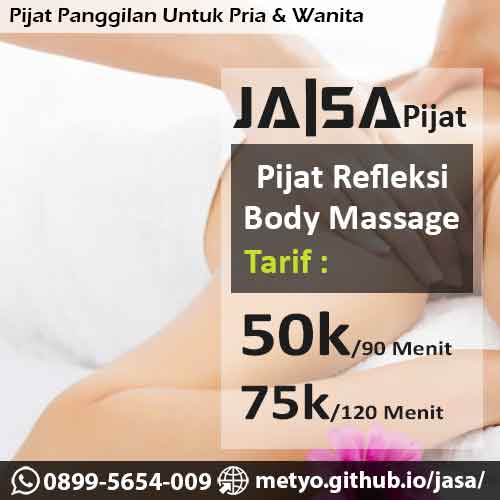 Pijat Panggilan Untuk Pria & Wanita
JA|SA Pijat
Pijat Refleksi
Body Massage
Tarif :
50k/90 Menit
75k/120 Menit
0899-5654-009 metyo.github.io/jasa/